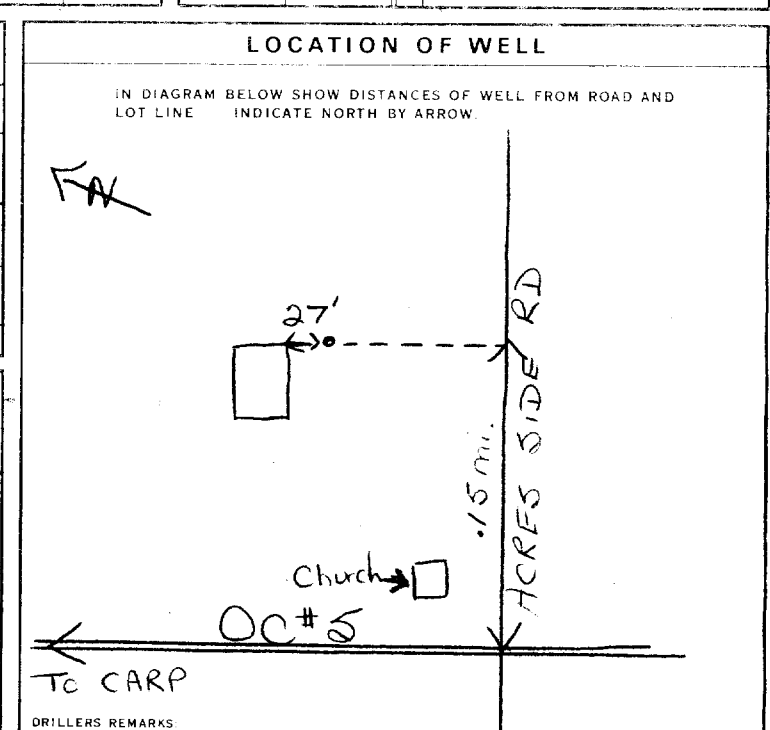 LOCATION OF WELL
IN DIAGRAM BELOW SHOW DISTANCES OF WELL FROM ROAD AND
LOT LINE INDICATE NORTH BY ARROW.
N
27'
ACRES SIDE RD
.15 mi.
Church
OC#5
TO CARP
DRILLERS REMARKS: